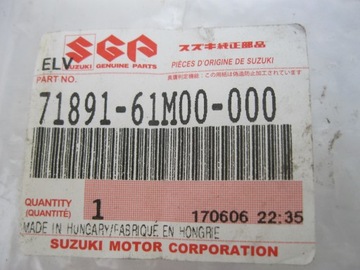 SGP
スズキ純正部品
SUZUKI GENUINE PARTS
PIÈCES D'ORIGINE DE SUZUKI
ELV
PART NO.
71891-61M00-000
QUANTITY
(QUANTITÉ)
1
170606 22:35
MADE IN HUNGARY/FABRIQUÉ EN HONGRIE
SUZUKI MOTOR CORPORATION